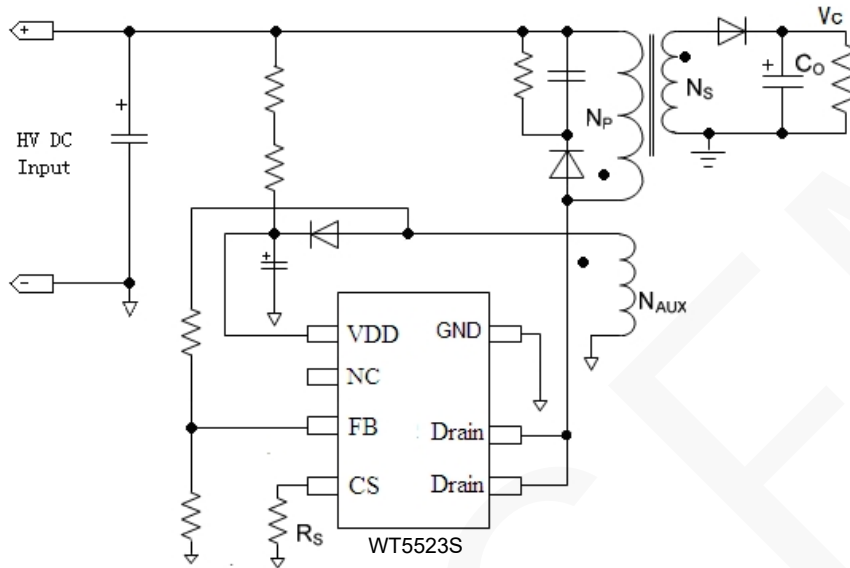 +
Vc
+
+
Co
NS
HV DC
Input
NP
+
-
NAUX
VDD
GND
NC
FB
Drain
CS
Drain
RS
WT5523S